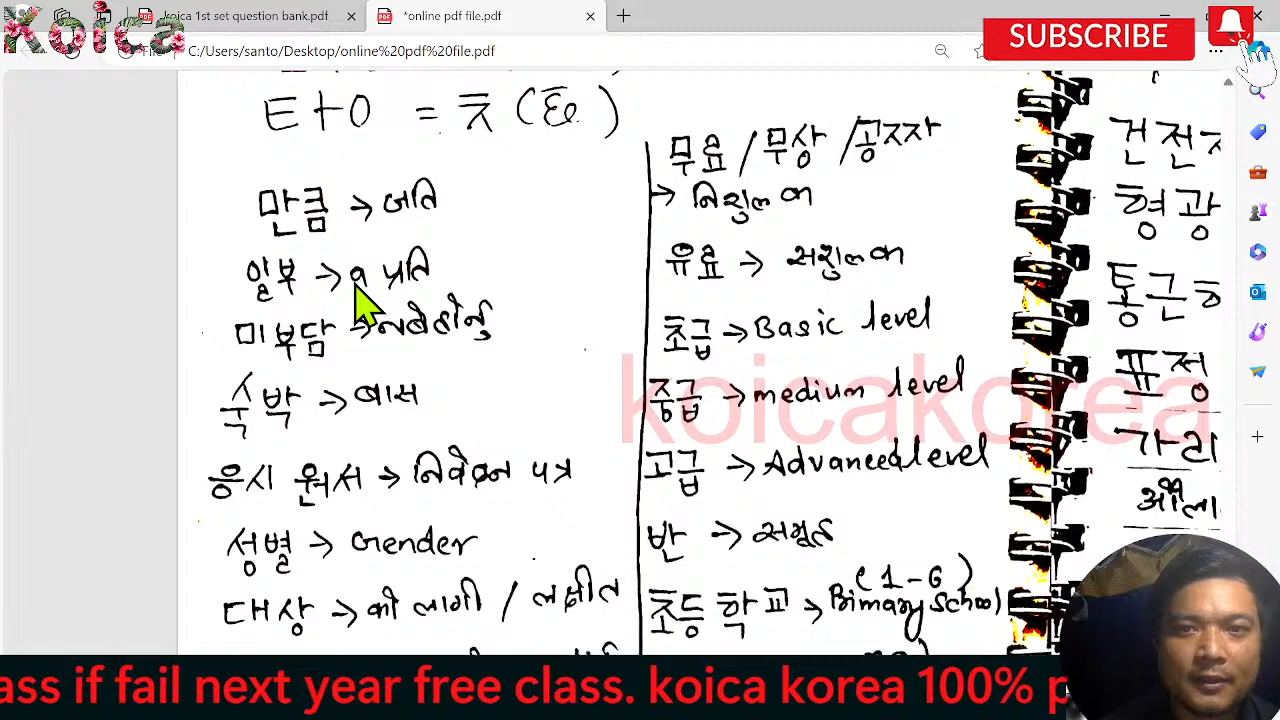 koica 1st set question bank.pdf
*online pdf file.pdf
Koica
File
C:/Users/santo/Desktop/online%20pdf%20file.pdf
SUBSCRIBE
ㄷ+ㅇ = ㅈ
만큼 → जति
일부 → १ प्रति
미부담 → नबेहोर्नु
숙박 → बास
응시 원서 → निवेदन पत्र
성별 → Gender
대상 → को लागी / लक्षीत
무료 / 무상 / 공짜
→ निशुल्क
유료 → सशुल्क
초급 → Basic level
중급 → medium level
고급 → Advanced level
반 → समूह
초등 학교 → Primary School (1-6)
건전
형광
통근
표정
가리
koicakorea
ass if fail next year free class. koica korea 100% p